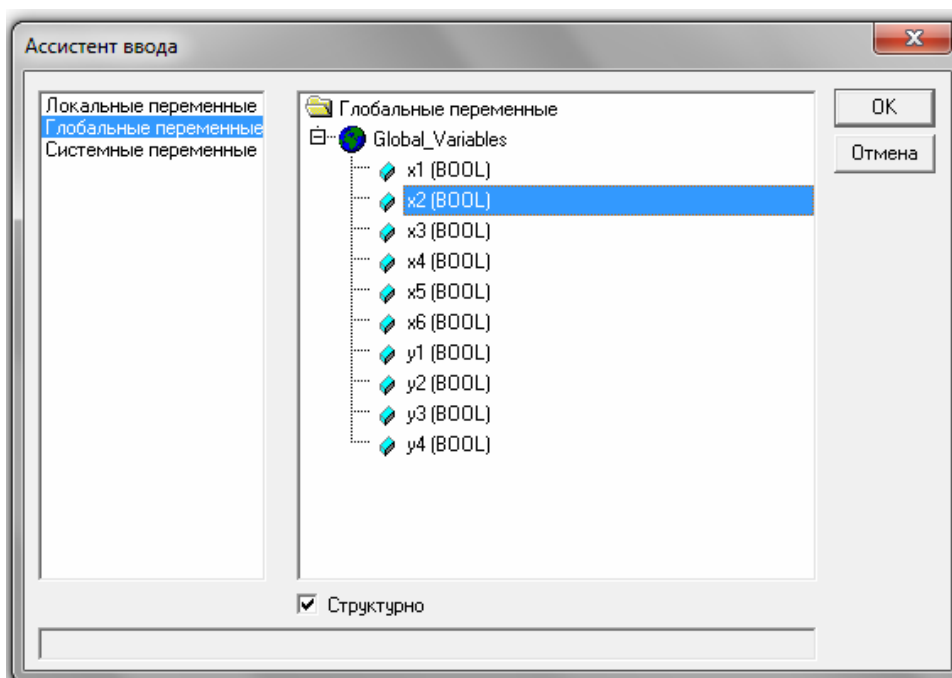 Ассистент ввода
Локальные переменные
Глобальные переменные
Системные переменные
Глобальные переменные
Global_Variables
x1 (BOOL)
x2 (BOOL)
x3 (BOOL)
x4 (BOOL)
x5 (BOOL)
x6 (BOOL)
y1 (BOOL)
y2 (BOOL)
y3 (BOOL)
y4 (BOOL)
OK
Отмена
Структурно